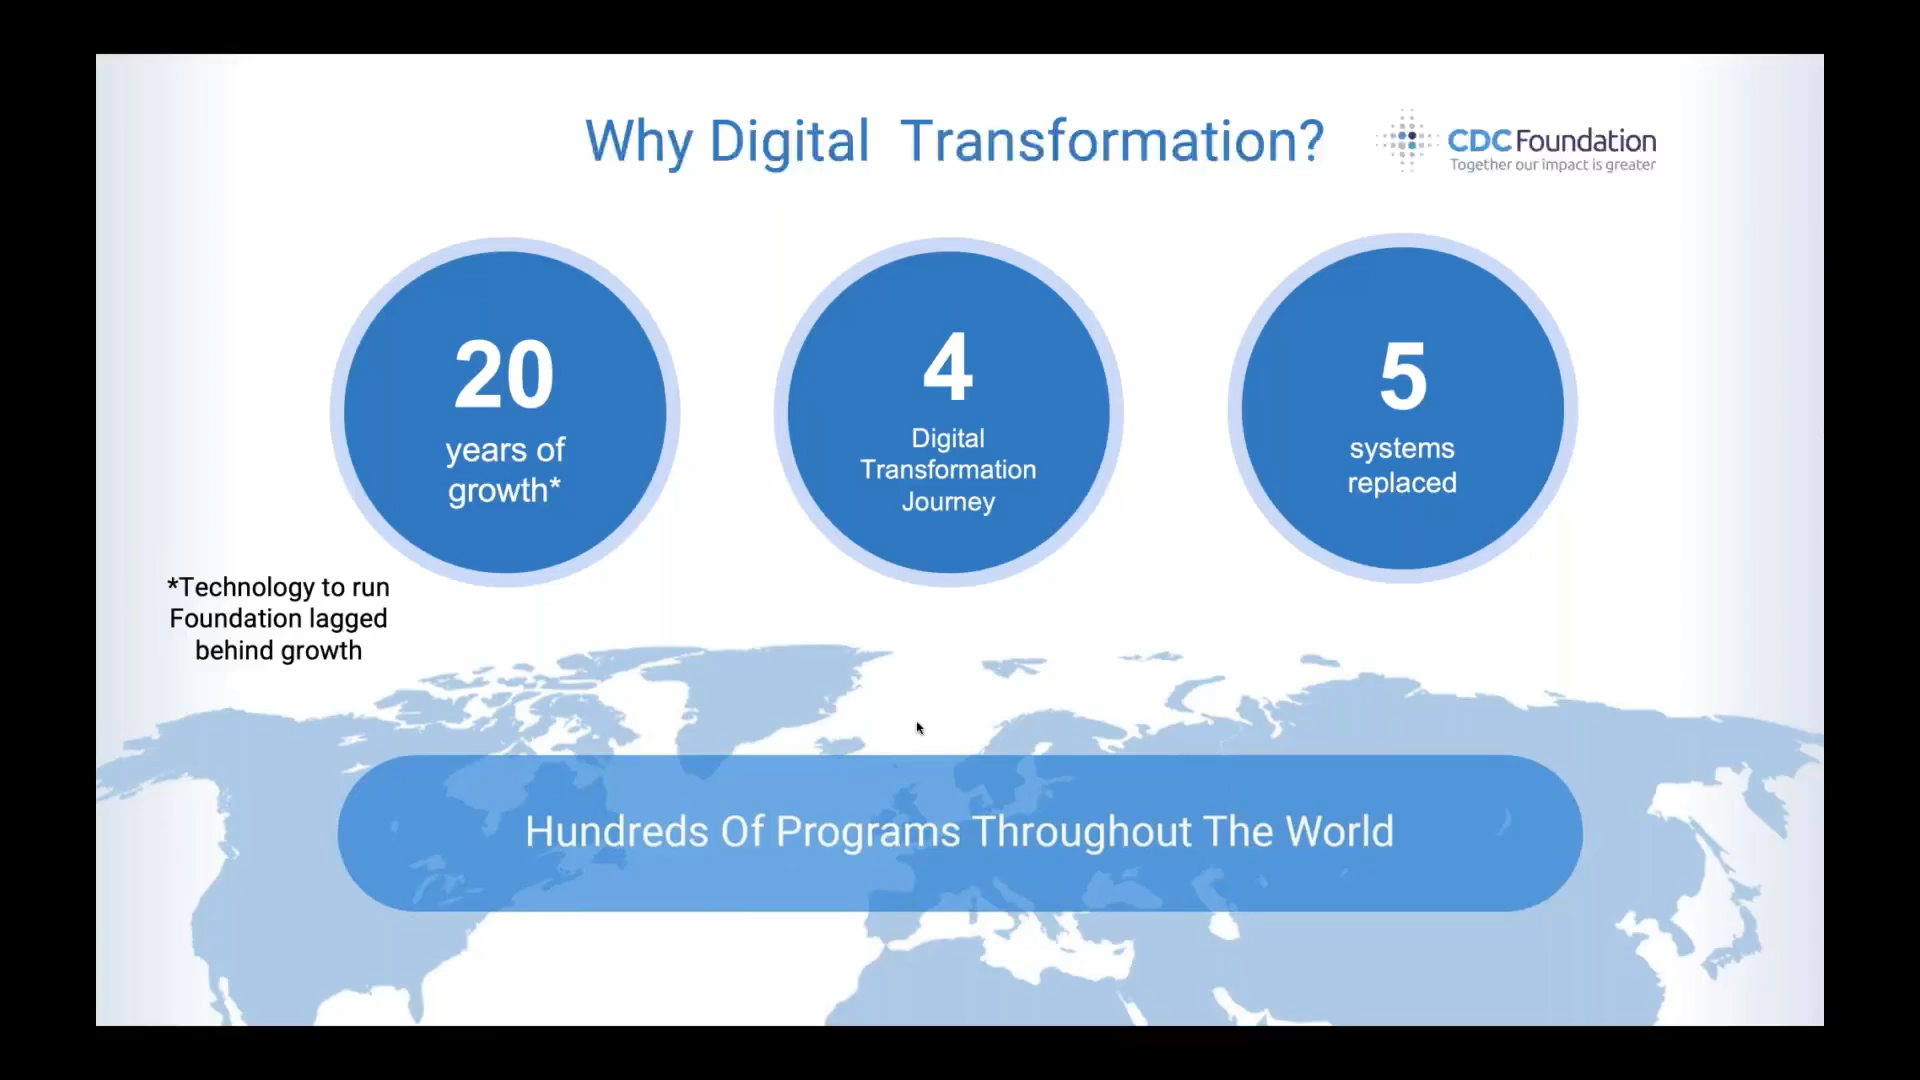 Why Digital Transformation?
CDC Foundation
Together our impact is greater
20
years of
growth*
4
Digital
Transformation
Journey
5
systems
replaced
*Technology to run
Foundation lagged
behind growth
Hundreds Of Programs Throughout The World